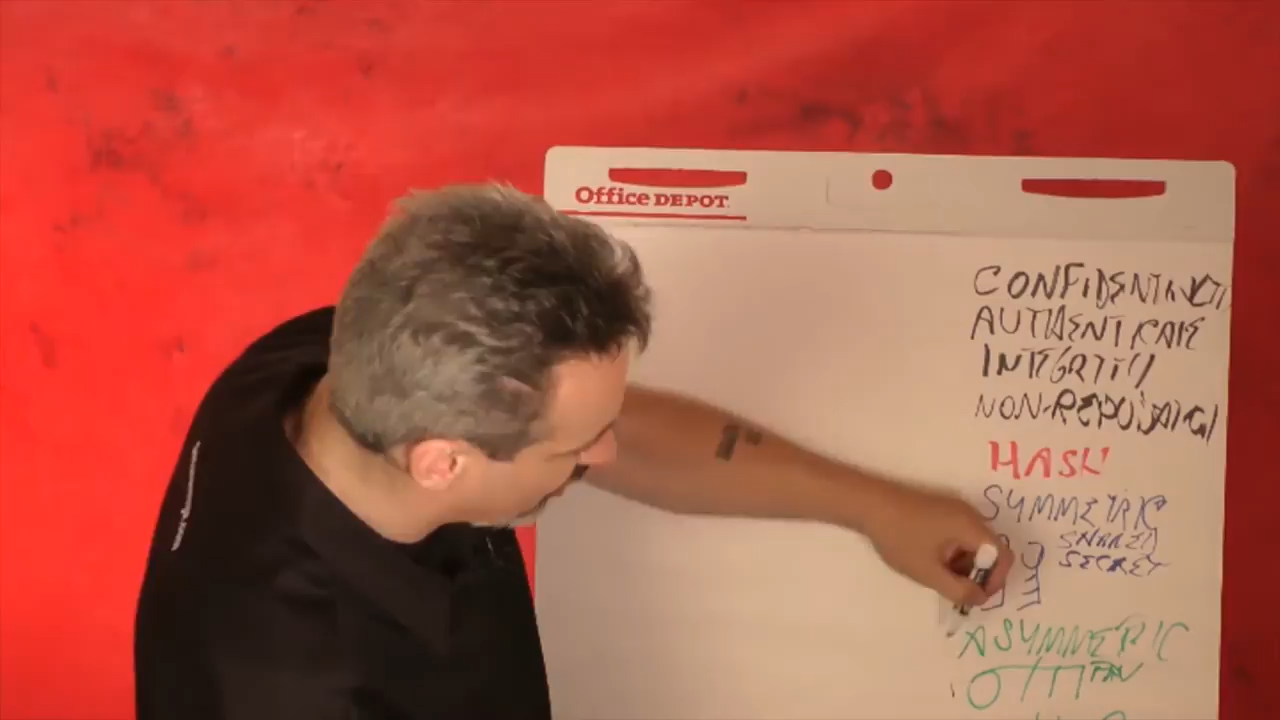 Office DEPOT
CONFIDENTIALITY
AUTHENTICATE
INTEGRITY
NON-REPUDIATION
HASH
SYMMETRIC
SHARED
SECRET
ASYMMETRIC